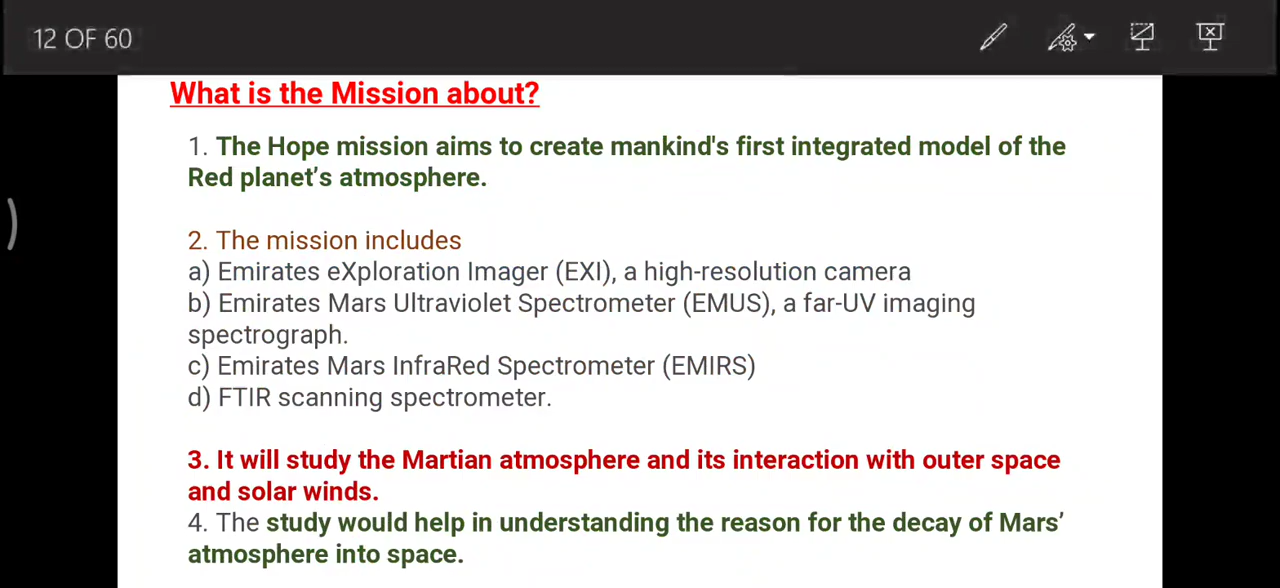 12 OF 60
What is the Mission about?
1. The Hope mission aims to create mankind's first integrated model of the
Red planet’s atmosphere.
2. The mission includes
a) Emirates eXploration Imager (EXI), a high-resolution camera
b) Emirates Mars Ultraviolet Spectrometer (EMUS), a far-UV imaging
spectrograph.
c) Emirates Mars InfraRed Spectrometer (EMIRS)
d) FTIR scanning spectrometer.
3. It will study the Martian atmosphere and its interaction with outer space
and solar winds.
4. The study would help in understanding the reason for the decay of Mars’
atmosphere into space.